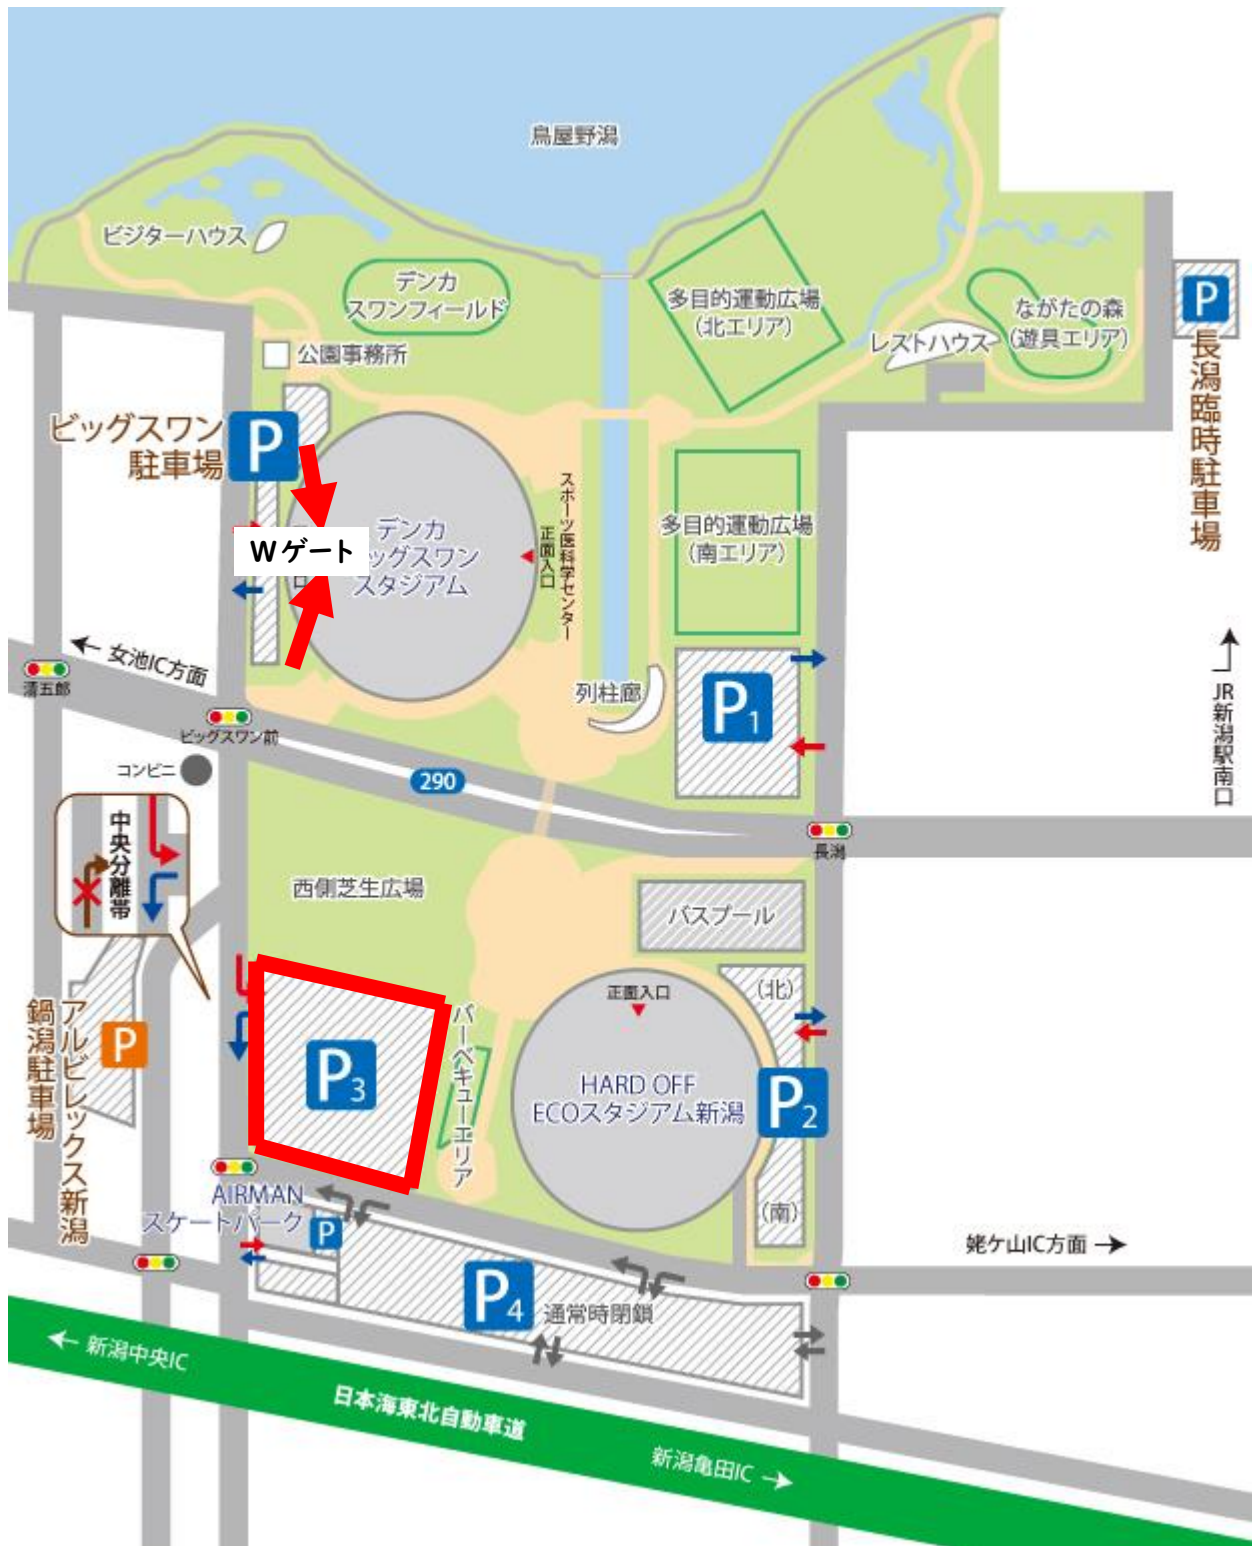 鳥屋野潟
ビジターハウス
デンカ
スワンフィールド
多目的運動広場
(北エリア)
ながたの森
(遊具エリア)
レストハウス
P
長潟臨時駐車場
公園事務所
ビッグスワン
駐車場
P
Wゲート
デンカ
ッグスワン
スタジアム
正面入口
スポーツ医科学センター
多目的運動広場
(南エリア)
女池IC方面
清五郎
ビッグスワン前
列柱廊
P1
JR新潟駅南口
コンビニ
290
長潟
中央分離帯
西側芝生広場
バスプール
正面入口
(北)
アルビレックス新潟
鍋潟駐車場
P
P3
バーベキューエリア
HARD OFF
ECOスタジアム新潟
P2
(南)
AIRMAN
スケートパーク
P
姥ケ山IC方面
P4
通常時閉鎖
新潟中央IC
日本海東北自動車道
新潟亀田IC